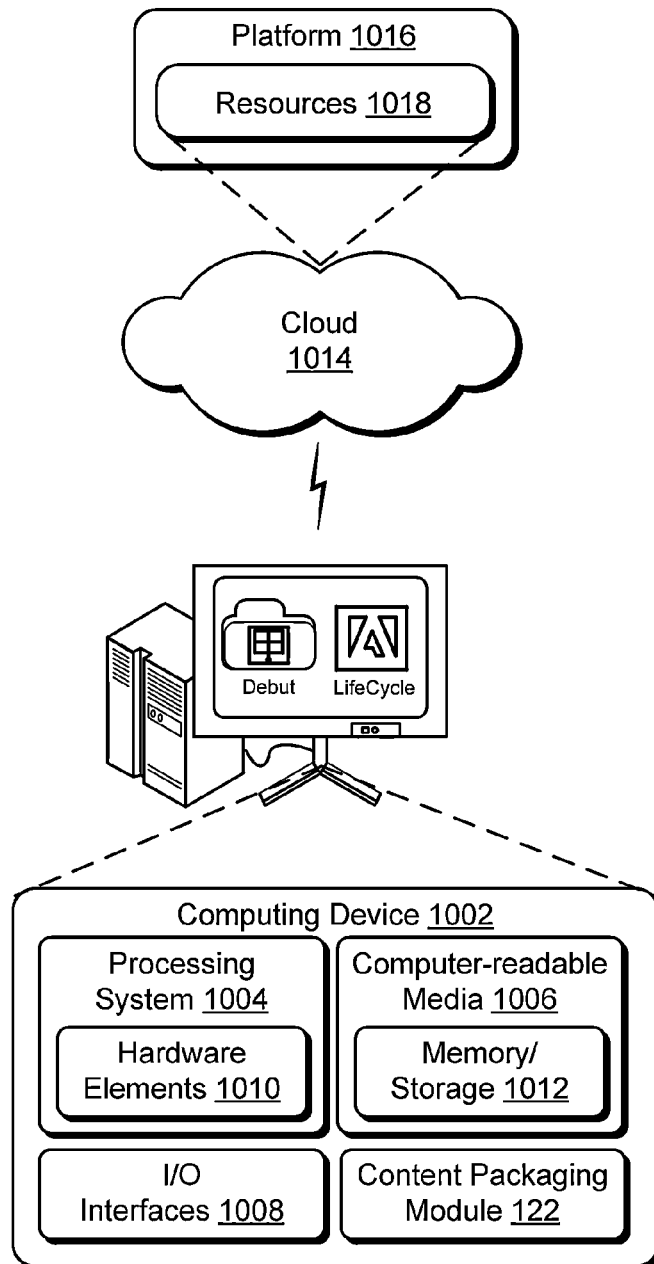 Platform 1016
Resources 1018
Cloud
1014
Debut
LifeCycle
Computing Device 1002
Processing
System 1004
Hardware
Elements 1010
Computer-readable
Media 1006
Memory/
Storage 1012
I/O
Interfaces 1008
Content Packaging
Module 122